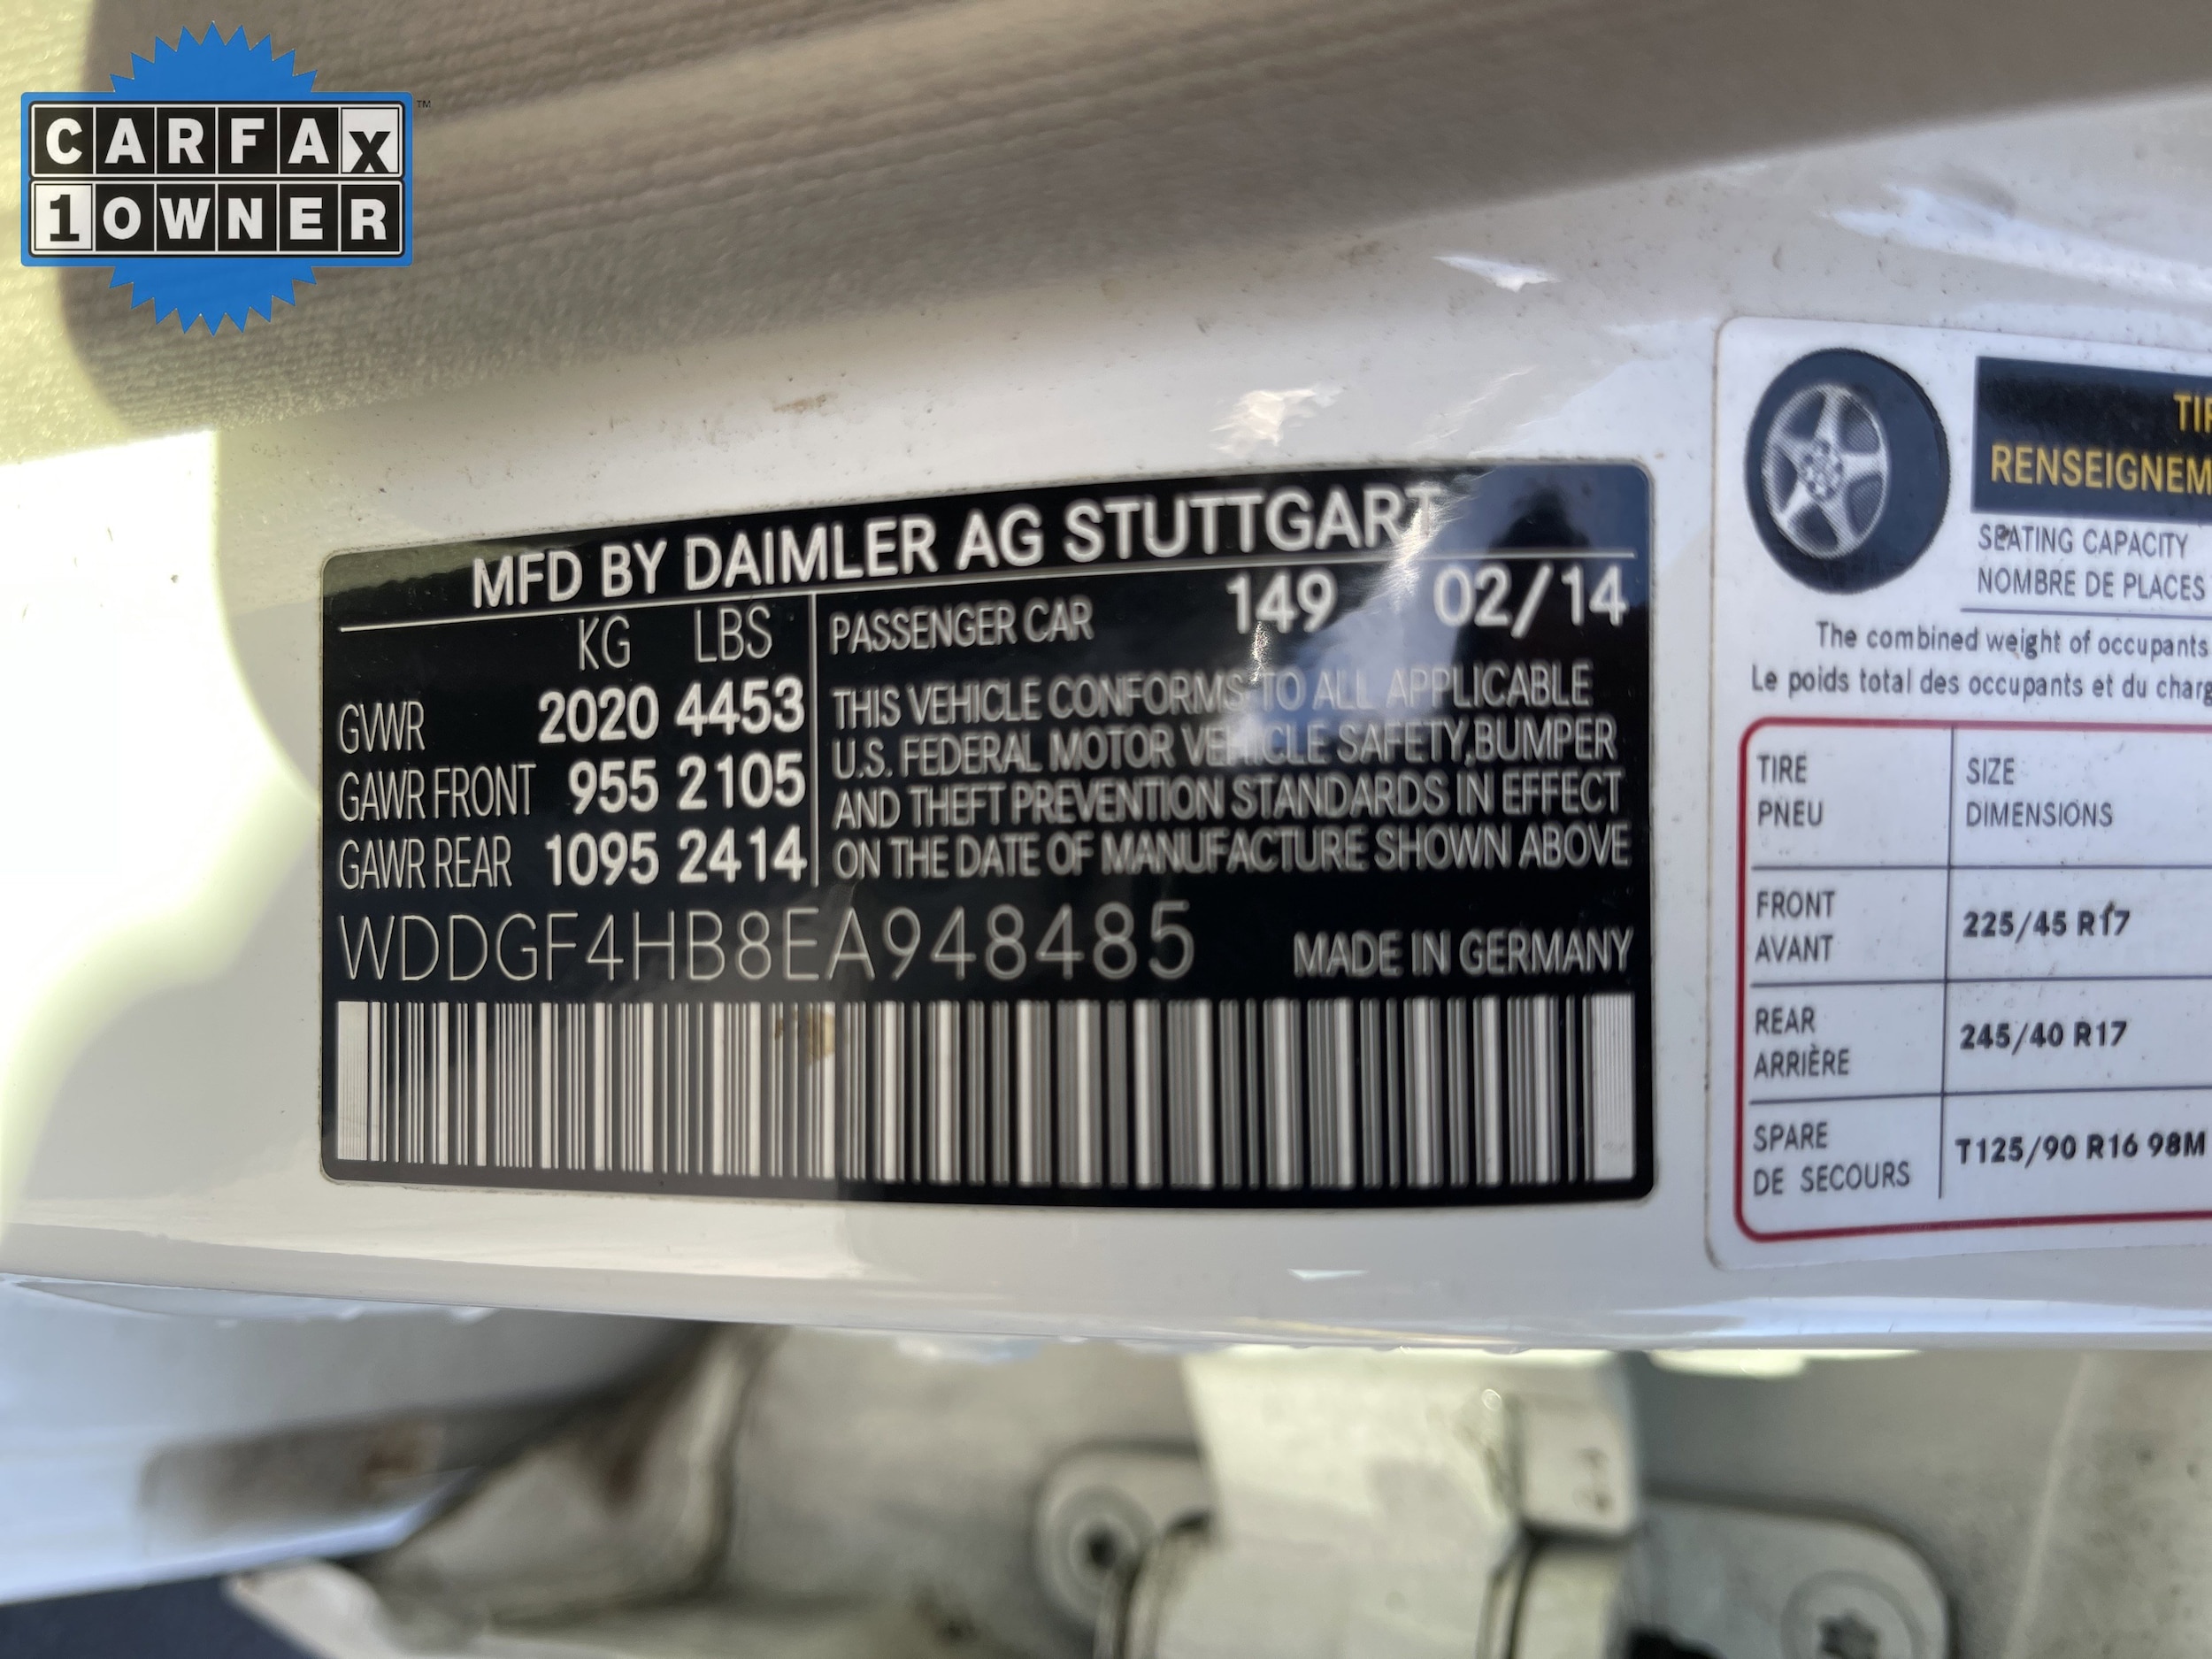 CARFAX™
1 OWNER
MFD BY DAIMLER AG STUTTGART
KG LBS
GVWR 2020 4453
GAWR FRONT 955 2105
GAWR REAR 1095 2414
PASSENGER CAR 149 02/14
THIS VEHICLE CONFORMS TO ALL APPLICABLE
U.S. FEDERAL MOTOR VEHICLE SAFETY,BUMPER
AND THEFT PREVENTION STANDARDS IN EFFECT
ON THE DATE OF MANUFACTURE SHOWN ABOVE
WDDGF4HB8EA948485 MADE IN GERMANY
SEATING CAPACITY
NOMBRE DE PLACES
The combined weight of occupants
Le poids total des occupants et du
TIRE SIZE
PNEU DIMENSIONS
FRONT
AVANT
225/45 R17
REAR
ARRIÈRE
245/40 R17
SPARE
DE SECOURS
T125/90 R16 98M